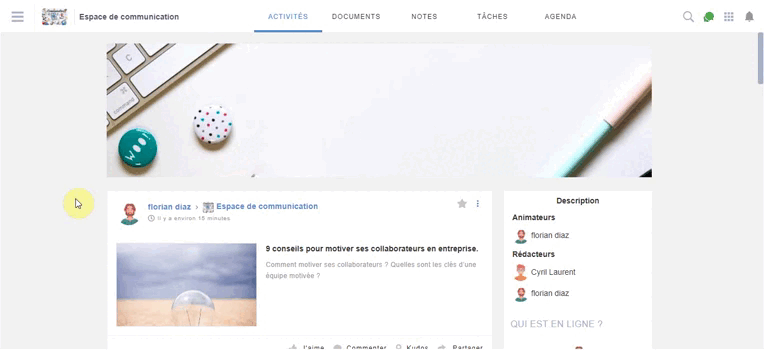 Espace de communication
ACTIVITÉS
DOCUMENTS
NOTES
TÂCHES
AGENDA
command
WOO!
florian diaz > Espace de communication
Il y a environ 15 minutes
9 conseils pour motiver ses collaborateurs en entreprise.
Comment motiver ses collaborateurs ? Quelles sont les clés d'une
équipe motivée ?
J'aime
Commenter
Kudos
Partager
Description
Animateurs
florian diaz
Rédacteurs
Cyril Laurent
florian diaz
QUI EST EN LIGNE ?